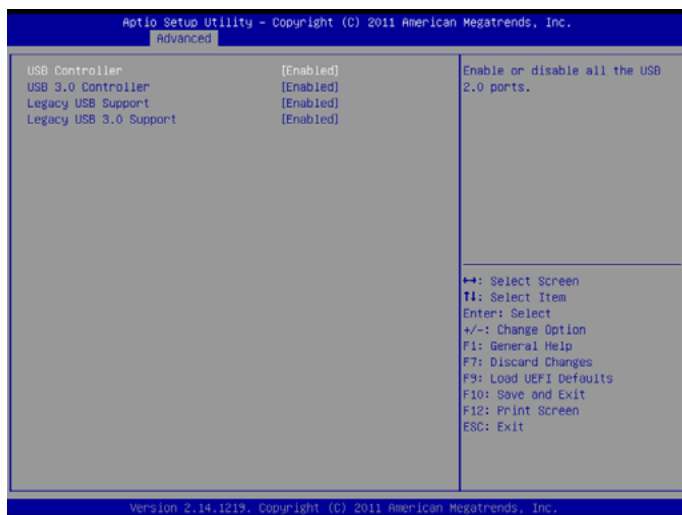 Aptio Setup Utility – Copyright (C) 2011 American Megatrends, Inc.
Advanced
USB Controller [Enabled]
USB 3.0 Controller [Enabled]
Legacy USB Support [Enabled]
Legacy USB 3.0 Support [Enabled]
Enable or disable all the USB
2.0 ports.
↔: Select Screen
↑↓: Select Item
Enter: Select
+/-: Change Option
F1: General Help
F7: Discard Changes
F9: Load UEFI Defaults
F10: Save and Exit
F12: Print Screen
ESC: Exit
Version 2.14.1219. Copyright (C) 2011 American Megatrends, Inc.